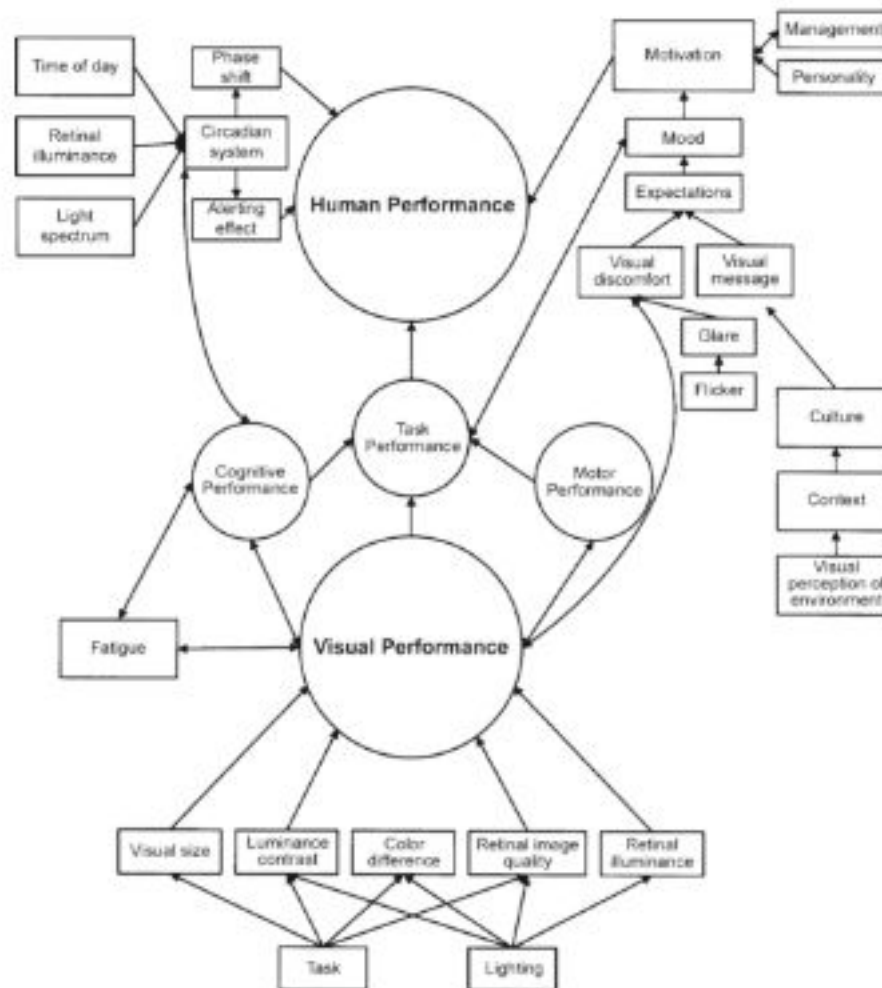 Time of day
Phase
shift
Motivation
Management
Personality
Retinal
illuminance
Circadian
system
Mood
Human Performance
Expectations
Light
spectrum
Alerting
effect
Visual
discomfort
Visual
message
Glare
Flicker
Culture
Task
Performance
Cognitive
Performance
Motor
Performance
Context
Visual
perception of
environment
Fatigue
Visual Performance
Visual size
Luminance
contrast
Color
difference
Retinal image
quality
Retinal
illuminance
Task
Lighting